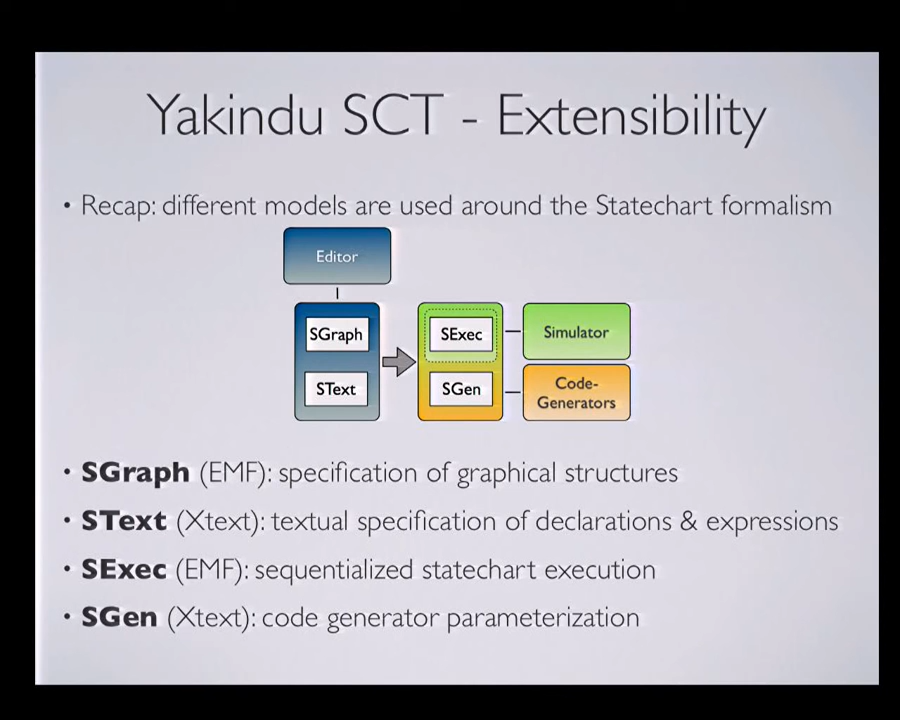 Yakindu SCT - Extensibility
• Recap: different models are used around the Statechart formalism
Editor
SGraph
SExec
Simulator
SText
SGen
Code-
Generators
• SGraph (EMF): specification of graphical structures
• SText (Xtext): textual specification of declarations & expressions
• SExec (EMF): sequentialized statechart execution
• SGen (Xtext): code generator parameterization